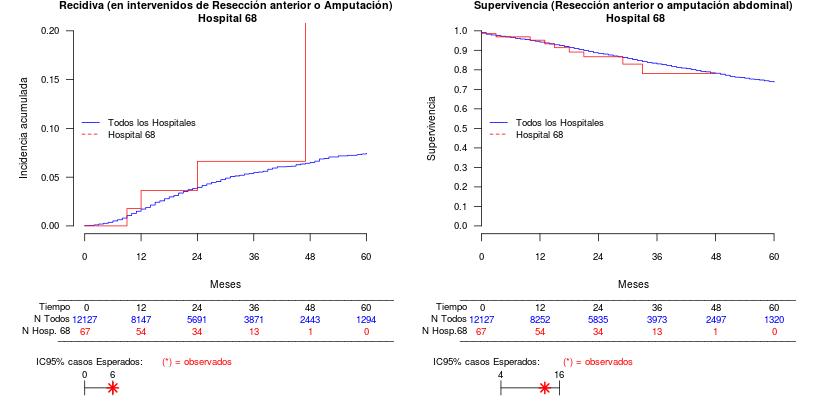 Recidiva (en intervenidos de Resección anterior o Amputación)
Hospital 68
Incidencia acumulada
0.20
0.15
0.10
0.05
0.00
Todos los Hospitales
Hospital 68
0 12 24 36 48 60
Meses
Tiempo 0 12 24 36 48 60
N Todos 12127 8147 5691 3871 2443 1294
N Hosp. 68 67 54 34 13 1 0
IC95% casos Esperados: (*) = observados
0 6
Supervivencia (Resección anterior o amputación abdominal)
Hospital 68
Supervivencia
1.0
0.9
0.8
0.7
0.6
0.5
0.4
0.3
0.2
0.1
0.0
Todos los Hospitales
Hospital 68
0 12 24 36 48 60
Meses
Tiempo 0 12 24 36 48 60
N Todos 12127 8252 5835 3973 2497 1320
N Hosp.68 67 54 34 13 1 0
IC95% casos Esperados: (*) = observados
4 16